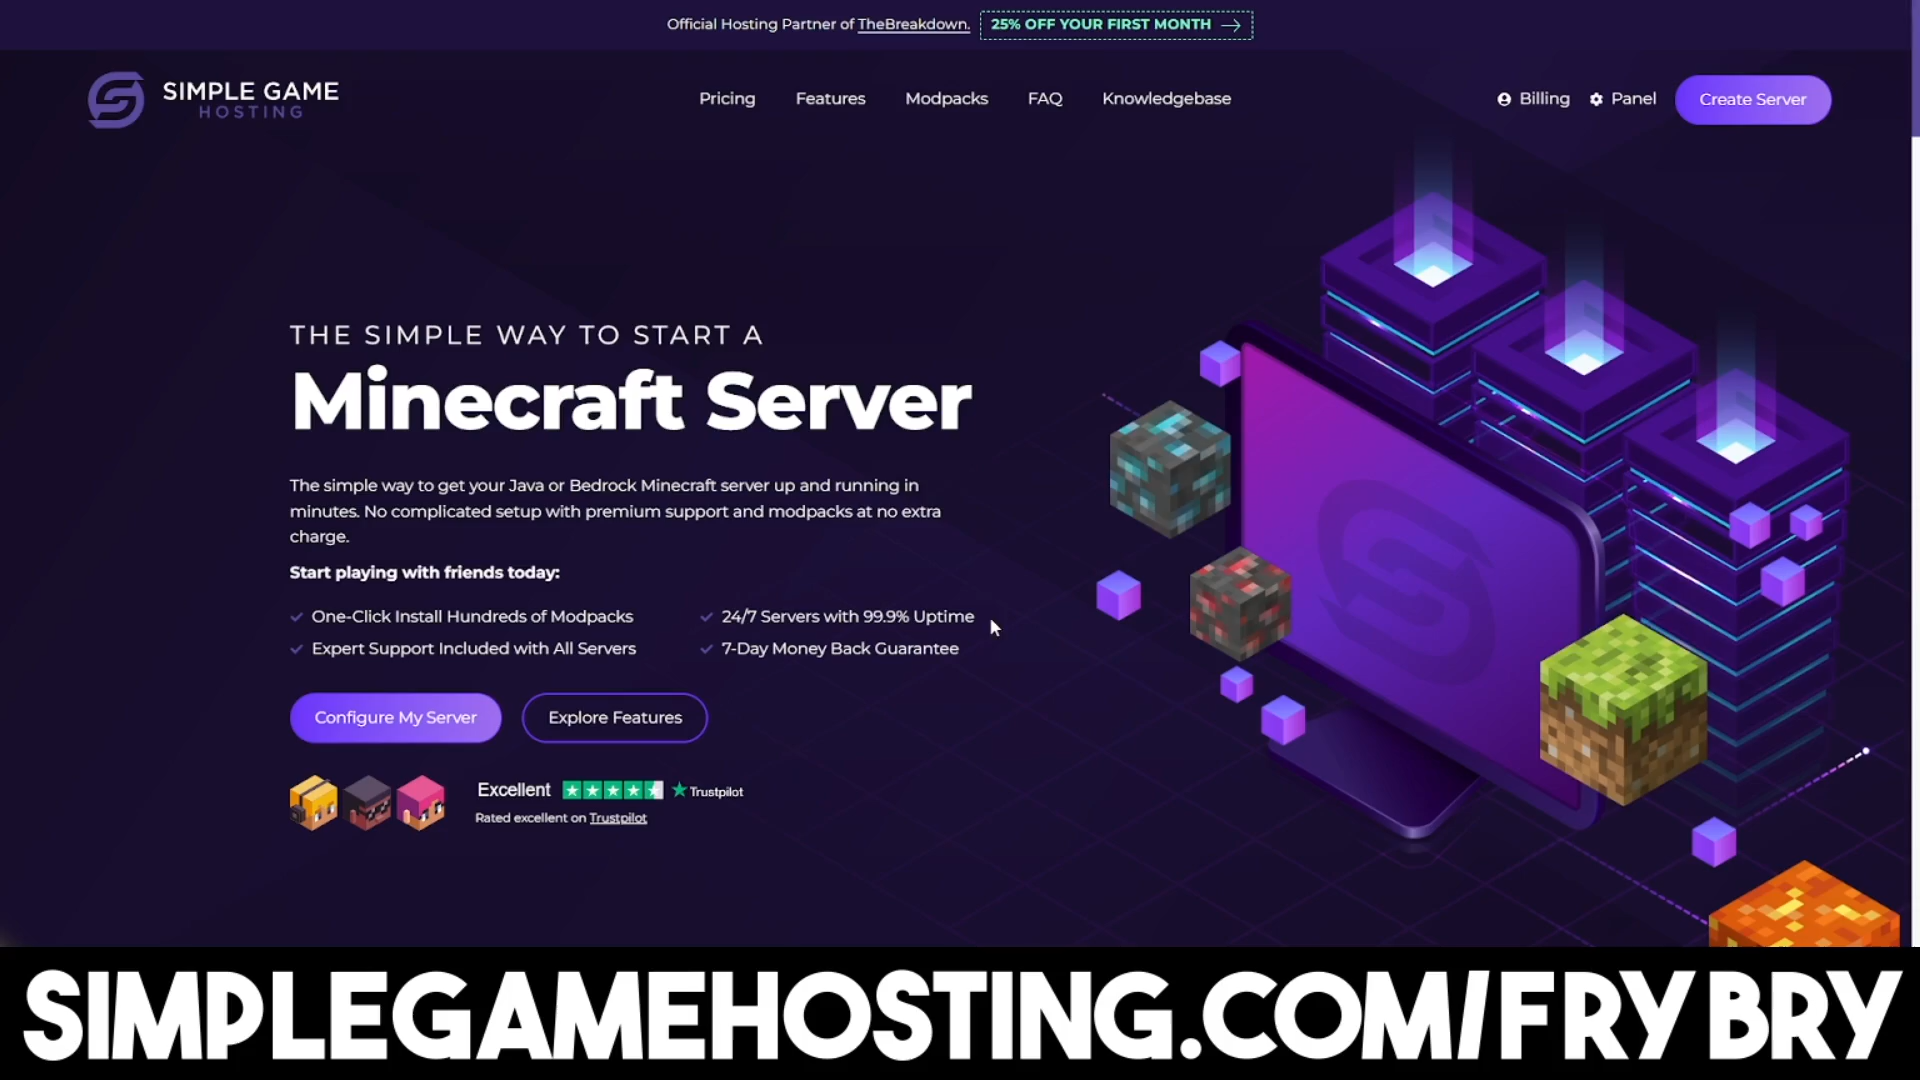 Official Hosting Partner of TheBreakdown. 25% OFF YOUR FIRST MONTH
SIMPLE GAME
HOSTING
Pricing Features Modpacks FAQ Knowledgebase
Billing Panel Create Server
THE SIMPLE WAY TO START A
Minecraft Server
The simple way to get your Java or Bedrock Minecraft server up and running in
minutes. No complicated setup with premium support and modpacks at no extra
charge.
Start playing with friends today:
One-Click Install Hundreds of Modpacks
24/7 Servers with 99.9% Uptime
Expert Support Included with All Servers
7-Day Money Back Guarantee
Configure My Server Explore Features
Excellent Trustpilot
Rated excellent on Trustpilot
SIMPLEGAMEHOSTING.COM/FRYBRY